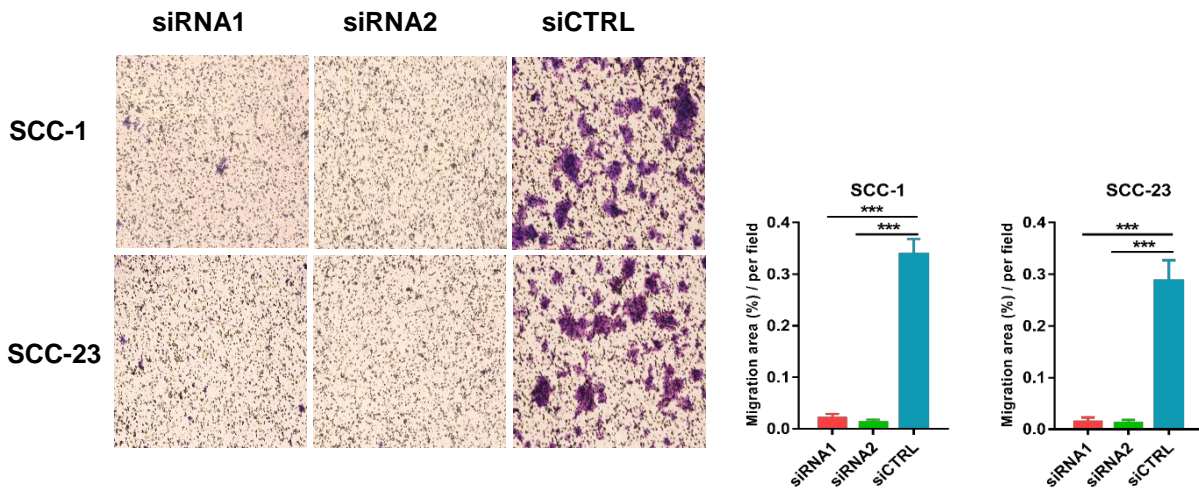 siRNA1 siRNA2 siCTRL
SCC-1
SCC-23
SCC-1
Migration area (%) / per field
0.4
0.3
0.2
0.1
0.0
***
***
siRNA1 siRNA2 siCTRL
SCC-23
Migration area (%) / per field
0.4
0.3
0.2
0.1
0.0
***
***
siRNA1 siRNA2 siCTRL